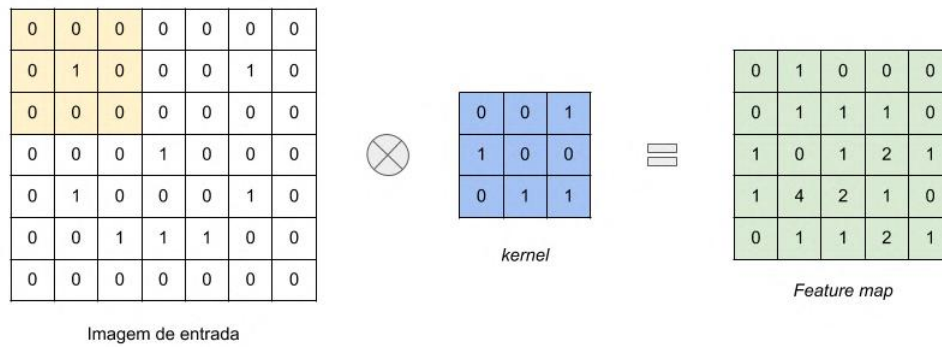 0 0 0 0 0 0 0
0 1 0 0 0 1 0
0 0 0 0 0 0 0
0 0 0 1 0 0 0
0 1 0 0 0 1 0
0 0 1 1 1 0 0
0 0 0 0 0 0 0
Imagem de entrada
0 0 1
1 0 0
0 1 1
kernel
0 1 0 0 0
0 1 1 1 0
1 0 1 2 1
1 4 2 1 0
0 1 1 2 1
Feature map